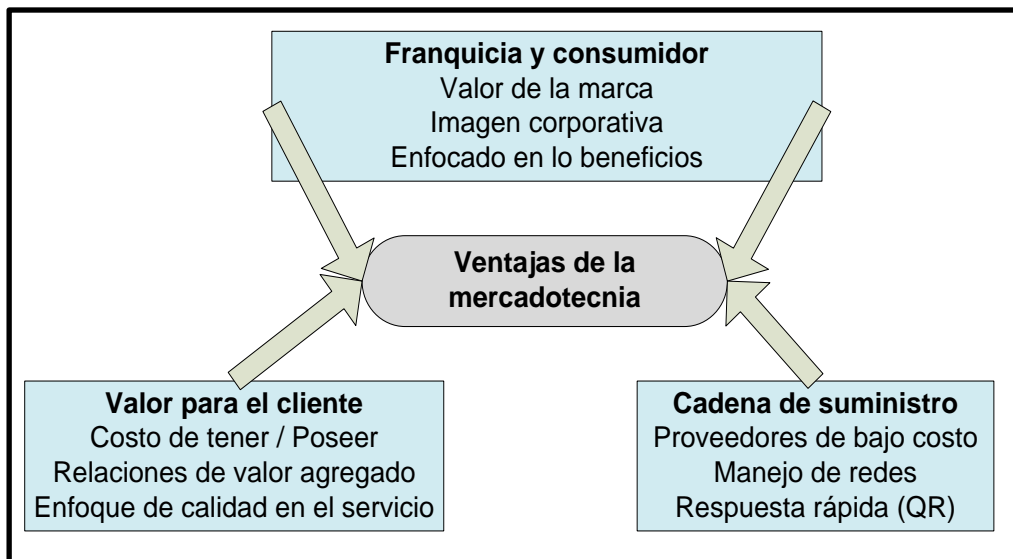 Franquicia y consumidor
Valor de la marca
Imagen corporativa
Enfocado en lo beneficios
Ventajas de la
mercadotecnia
Valor para el cliente
Costo de tener / Poseer
Relaciones de valor agregado
Enfoque de calidad en el servicio
Cadena de suministro
Proveedores de bajo costo
Manejo de redes
Respuesta rápida (QR)